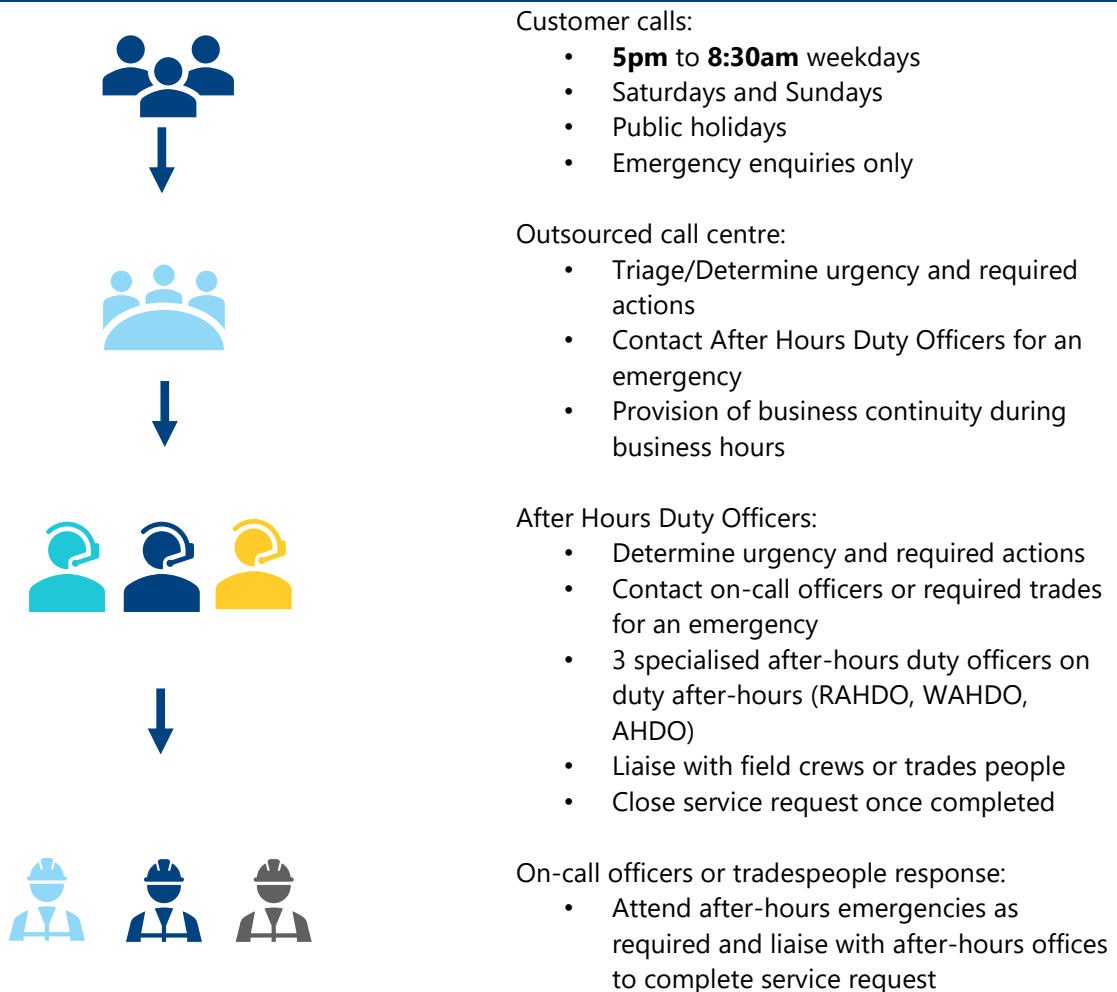 Customer calls:
• 5pm to 8:30am weekdays
• Saturdays and Sundays
• Public holidays
• Emergency enquiries only
Outsourced call centre:
• Triage/Determine urgency and required
actions
• Contact After Hours Duty Officers for an
emergency
• Provision of business continuity during
business hours
After Hours Duty Officers:
• Determine urgency and required actions
• Contact on-call officers or required trades
for an emergency
• 3 specialised after-hours duty officers on
duty after-hours (RAHDO, WAHDO,
AHDO)
• Liaise with field crews or trades people
• Close service request once completed
On-call officers or tradespeople response:
• Attend after-hours emergencies as
required and liaise with after-hours offices
to complete service request